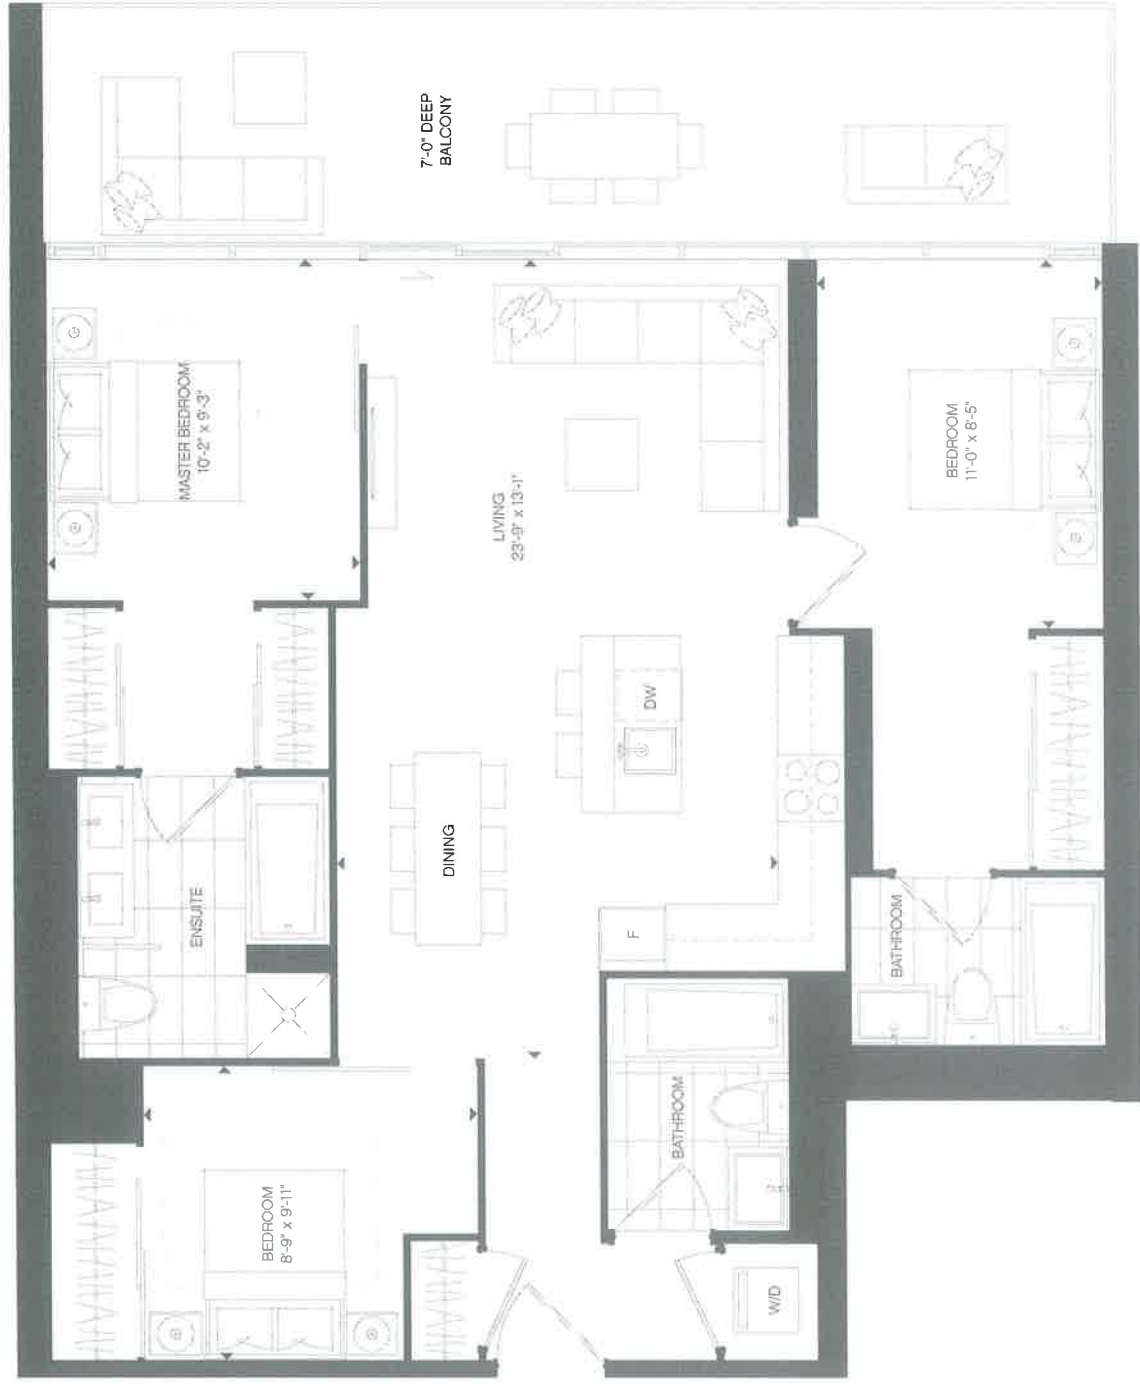 7'-0" DEEP
BALCONY
MASTER BEDROOM
10'-2" x 9'-3"
LIVING
23'-9" x 13'-1"
BEDROOM
11'-0" x 8'-5"
DW
DINING
ENSUITE
F
BATHROOM
BATHROOM
BEDROOM
8'-9" x 9'-11"
W/D